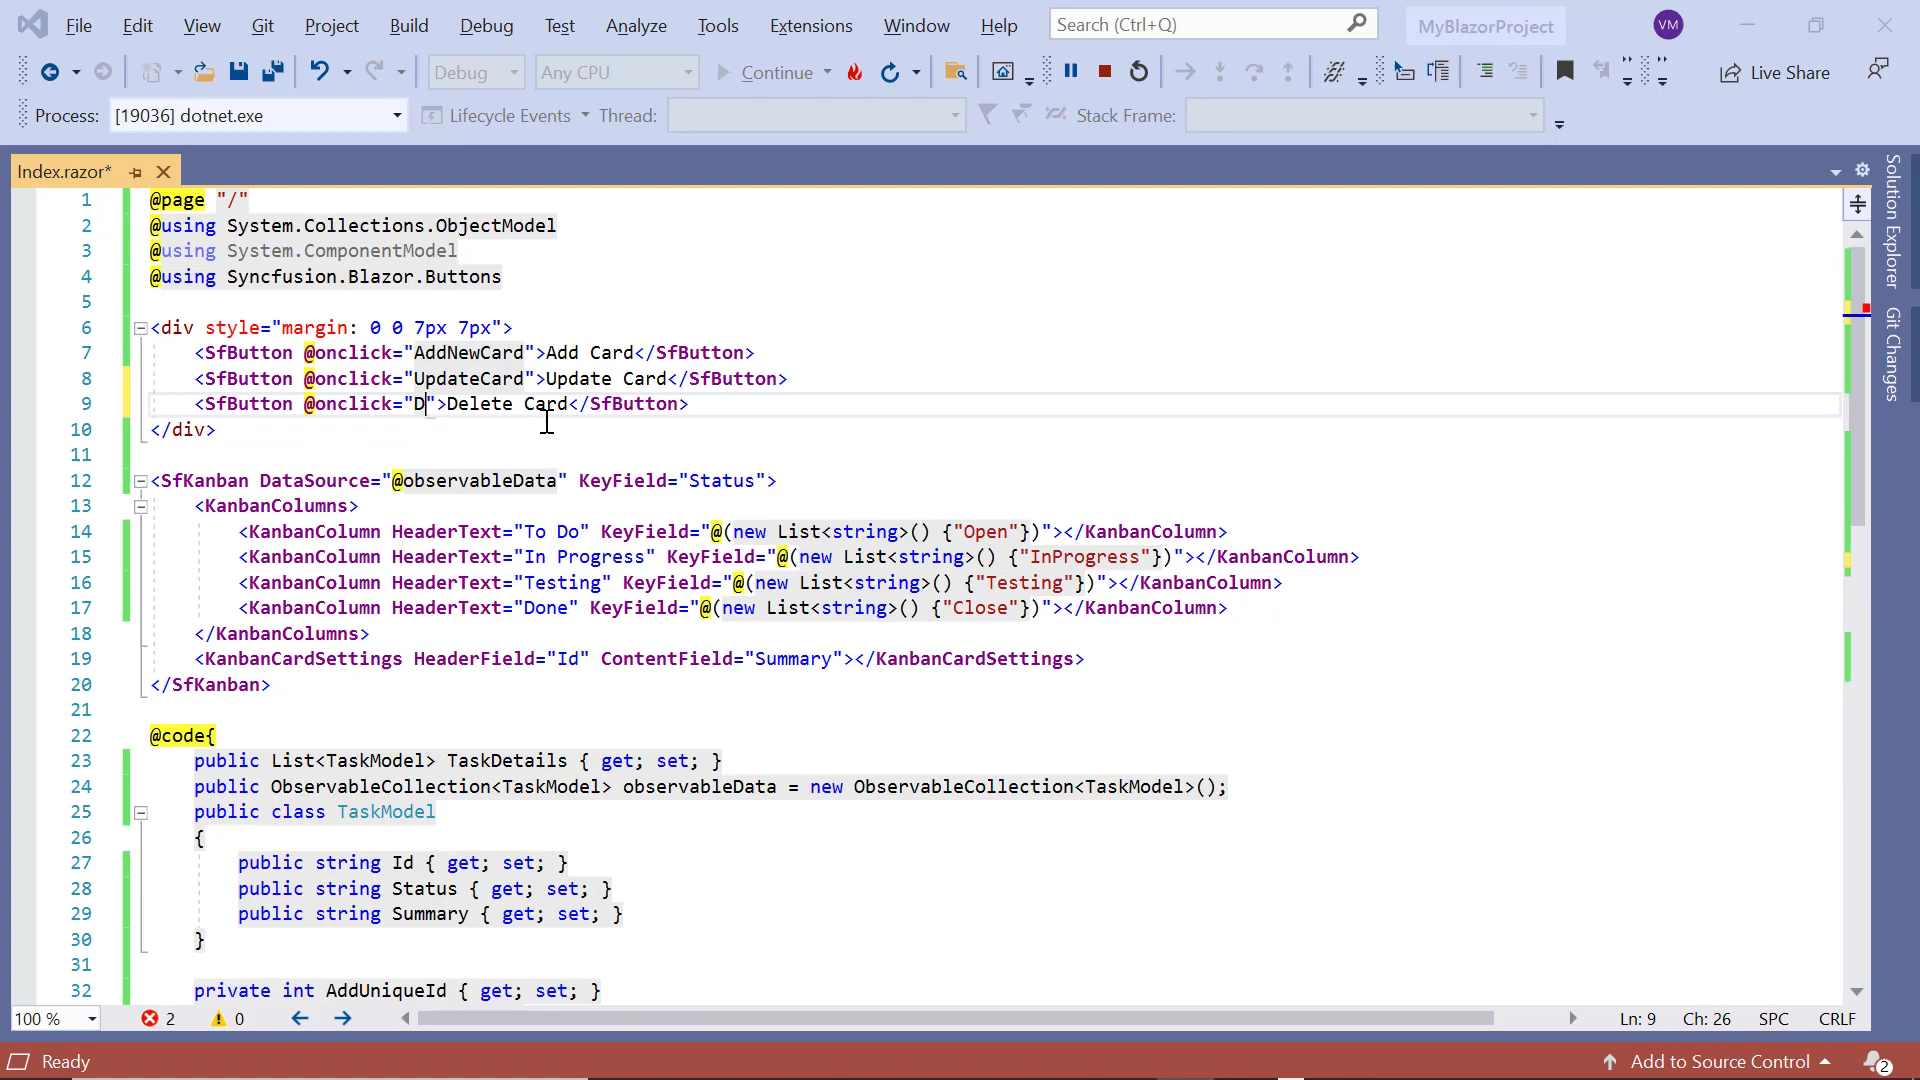 File Edit View Git Project Build Debug Test Analyze Tools Extensions Window Help Search (Ctrl+Q) MyBlazorProject VM
Debug Any CPU Continue Live Share
Process: [19036] dotnet.exe Lifecycle Events Thread: Stack Frame:
Index.razor*
1 @page "/"
2 @using System.Collections.ObjectModel
3 @using System.ComponentModel
4 @using Syncfusion.Blazor.Buttons
5
6 <div style="margin: 0 0 7px 7px">
7 <SfButton @onclick="AddNewCard">Add Card</SfButton>
8 <SfButton @onclick="UpdateCard">Update Card</SfButton>
9 <SfButton @onclick="D">Delete Card</SfButton>
10 </div>
11
12 <SfKanban DataSource="@observableData" KeyField="Status">
13 <KanbanColumns>
14 <KanbanColumn HeaderText="To Do" KeyField="@(new List<string>() {"Open"})"></KanbanColumn>
15 <KanbanColumn HeaderText="In Progress" KeyField="@(new List<string>() {"InProgress"})"></KanbanColumn>
16 <KanbanColumn HeaderText="Testing" KeyField="@(new List<string>() {"Testing"})"></KanbanColumn>
17 <KanbanColumn HeaderText="Done" KeyField="@(new List<string>() {"Close"})"></KanbanColumn>
18 </KanbanColumns>
19 <KanbanCardSettings HeaderField="Id" ContentField="Summary"></KanbanCardSettings>
20 </SfKanban>
21
22 @code{
23 public List<TaskModel> TaskDetails { get; set; }
24 public ObservableCollection<TaskModel> observableData = new ObservableCollection<TaskModel>();
25 public class TaskModel
26 {
27 public string Id { get; set; }
28 public string Status { get; set; }
29 public string Summary { get; set; }
30 }
31
32 private int AddUniqueId { get; set; }
100 % 2 0 Ln: 9 Ch: 26 SPC CRLF
Ready Add to Source Control 2
Solution Explorer
Git Changes